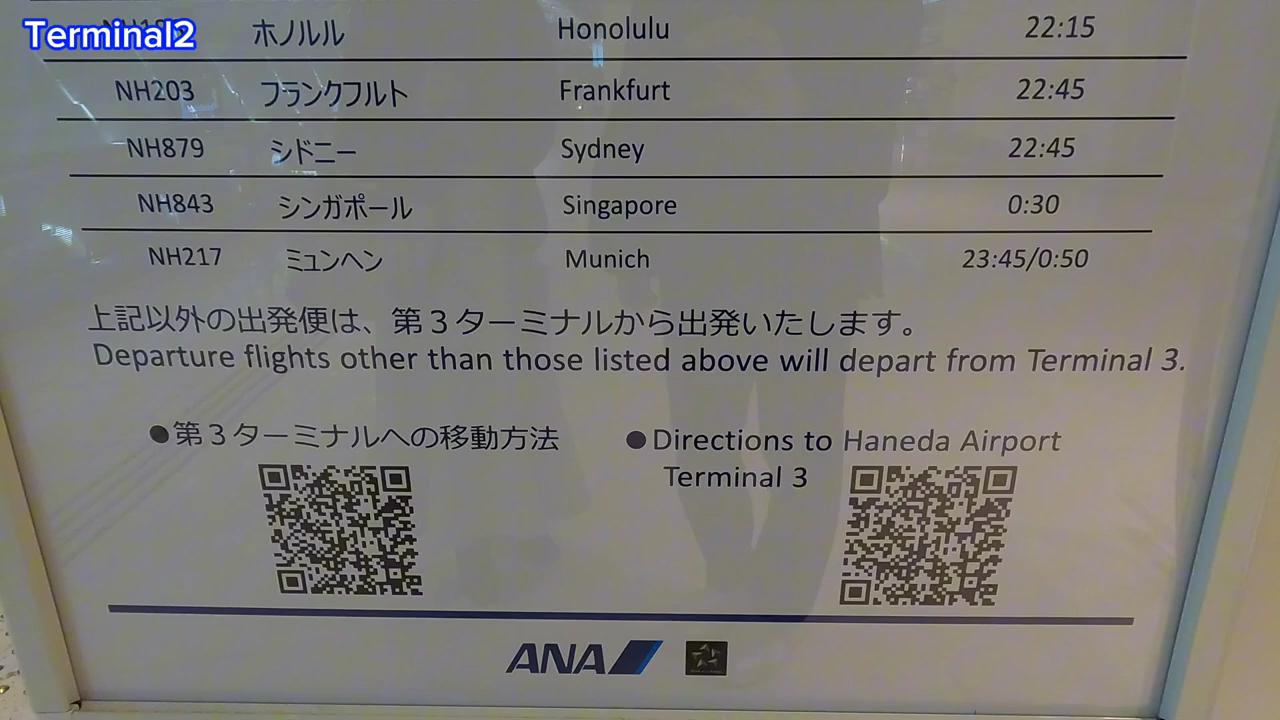 Terminal2
ホノルル Honolulu 22:15
NH203 フランクフルト Frankfurt 22:45
NH879 シドニー Sydney 22:45
NH843 シンガポール Singapore 0:30
NH217 ミュンヘン Munich 23:45/0:50
上記以外の出発便は、第３ターミナルから出発いたします。
Departure flights other than those listed above will depart from Terminal 3.
●第３ターミナルへの移動方法
●Directions to Haneda Airport
Terminal 3
ANA